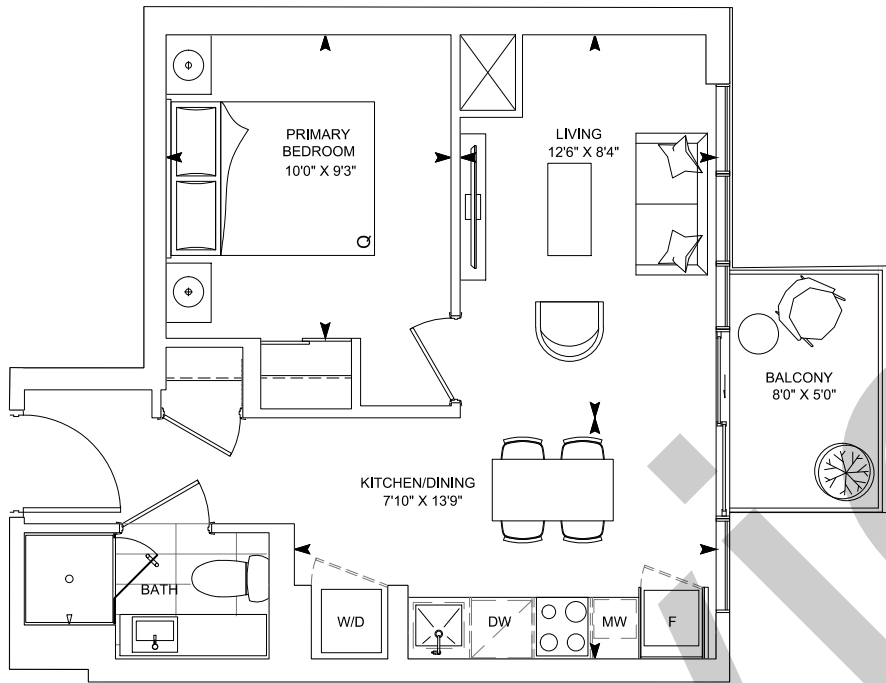 PRIMARY
BEDROOM
10'0" X 9'3"
Q
LIVING
12'6" X 8'4"
BALCONY
8'0" X 5'0"
KITCHEN/DINING
7'10" X 13'9"
BATH
W/D
DW
MW
F